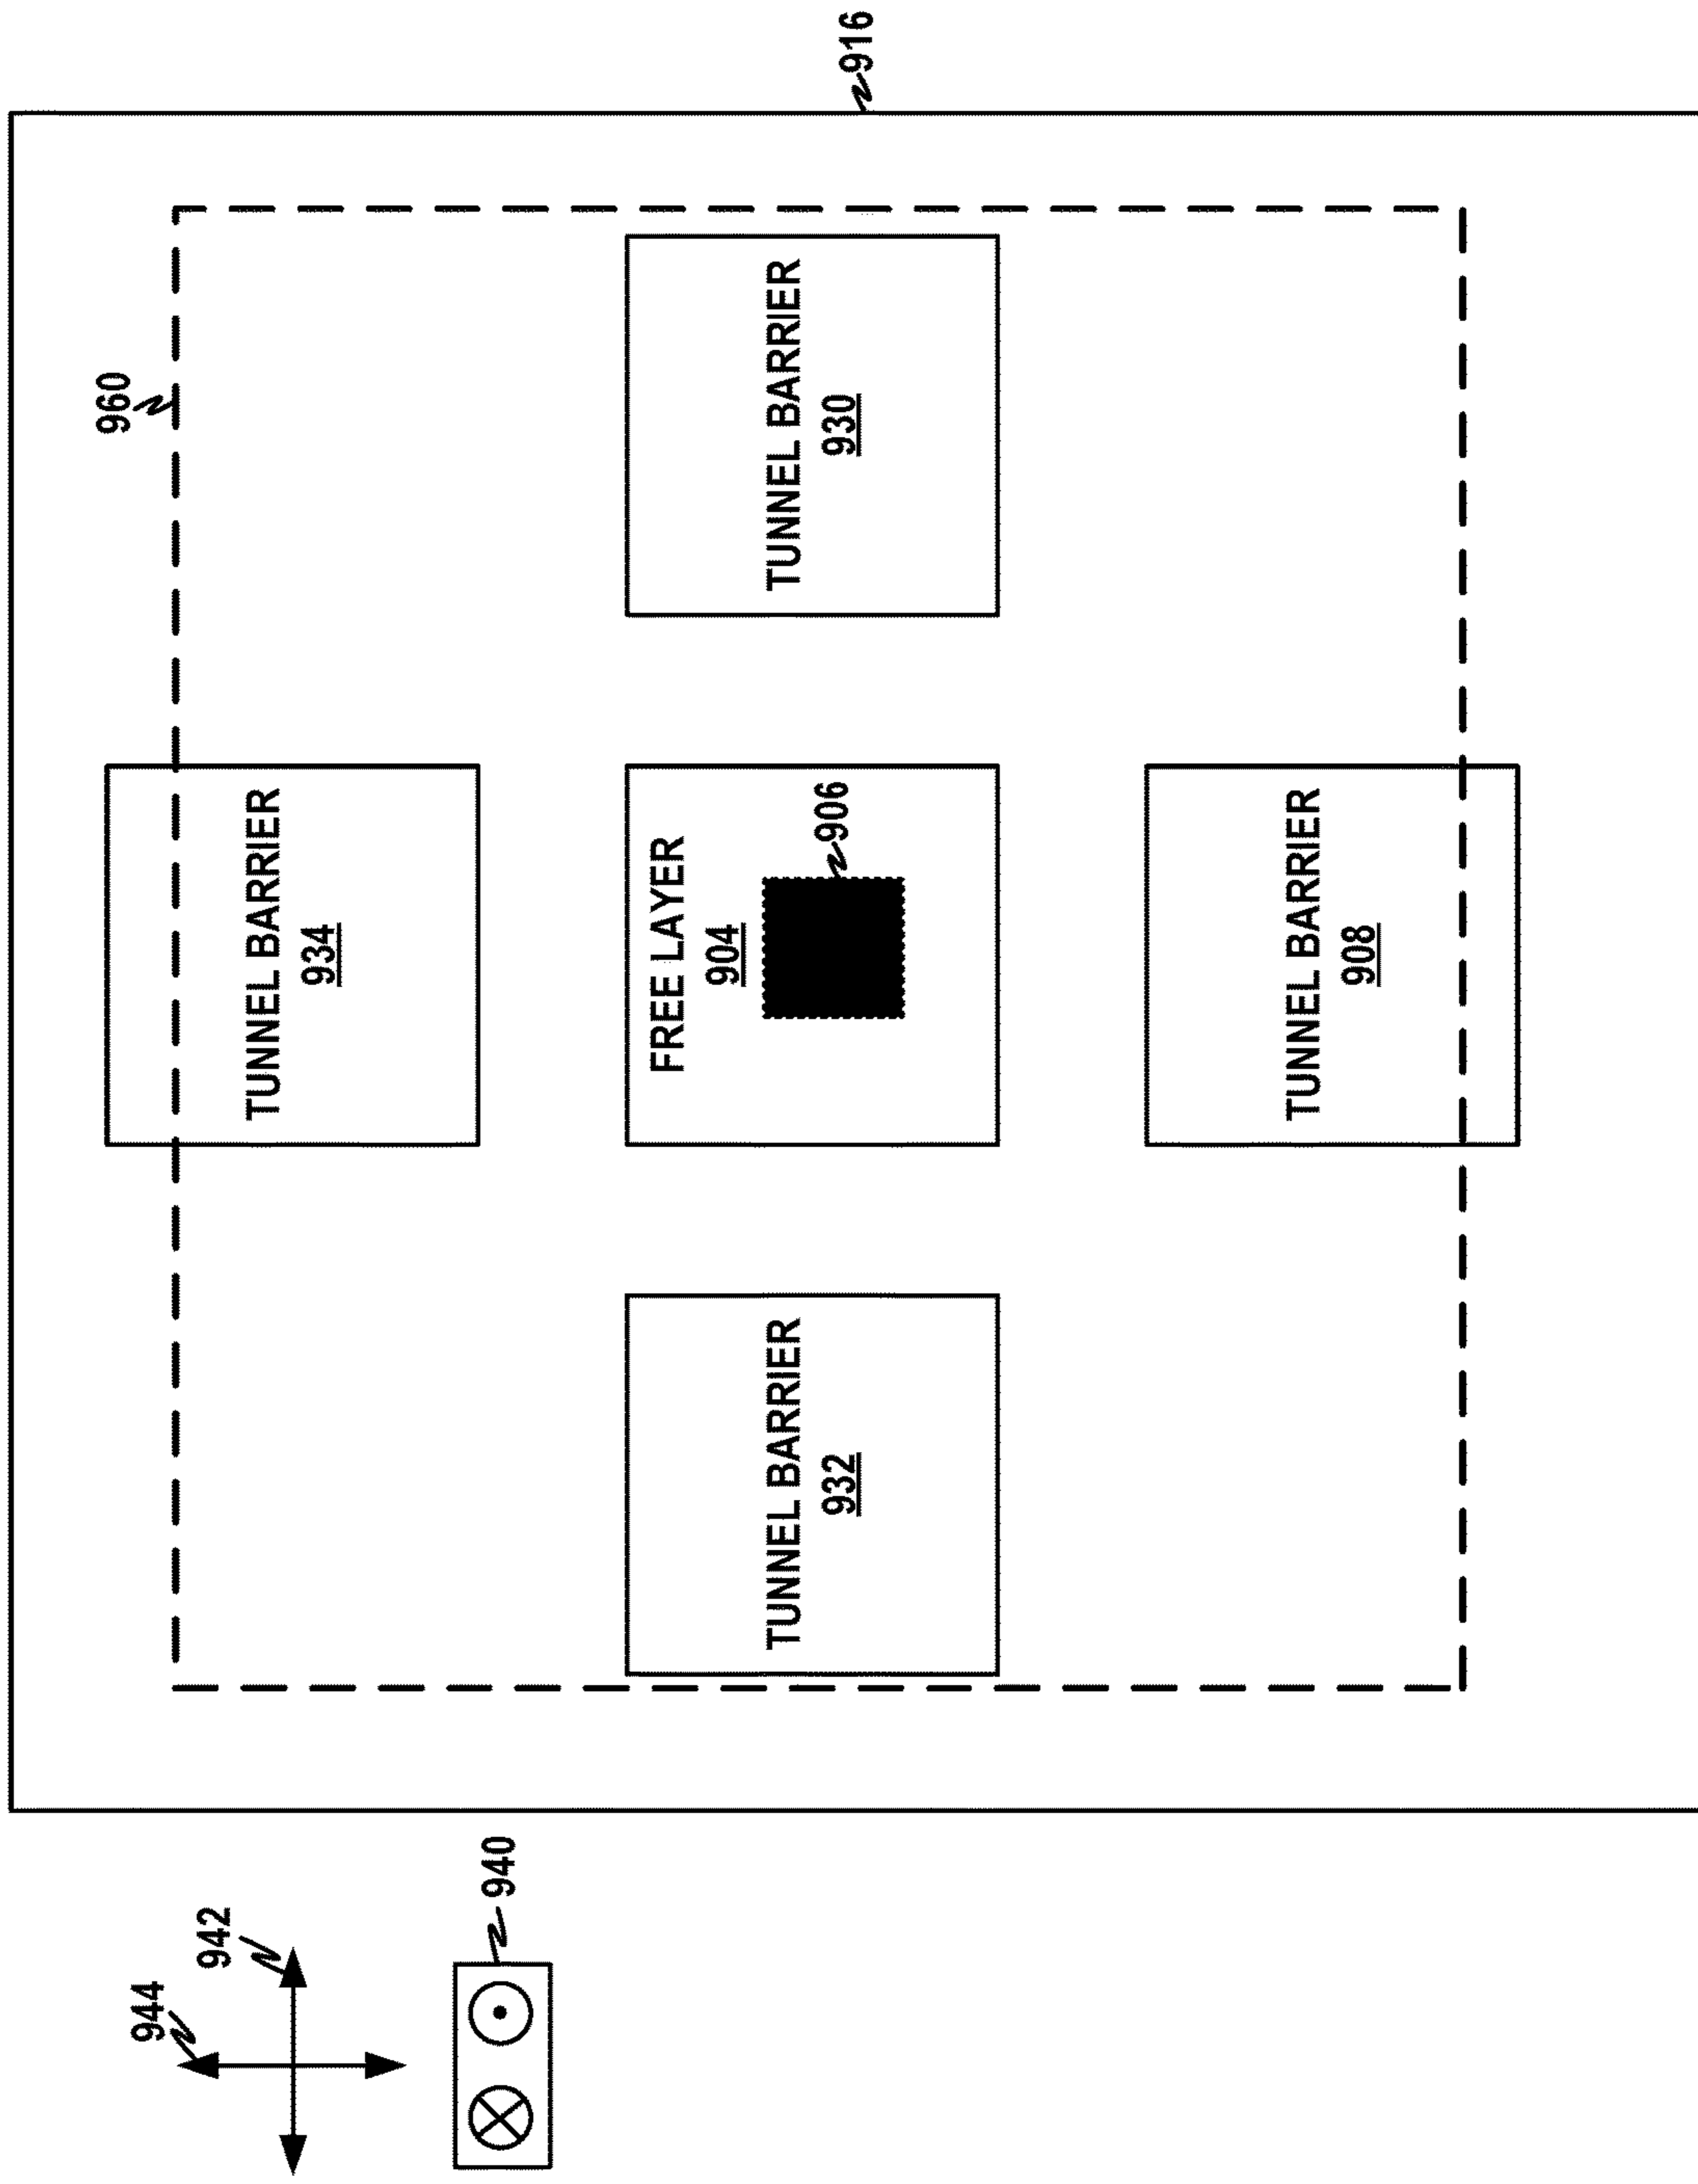 960
944
942
TUNNEL BARRIER
934
940
FREE LAYER
904
TUNNEL BARRIER
932
906
TUNNEL BARRIER
930
916
TUNNEL BARRIER
908